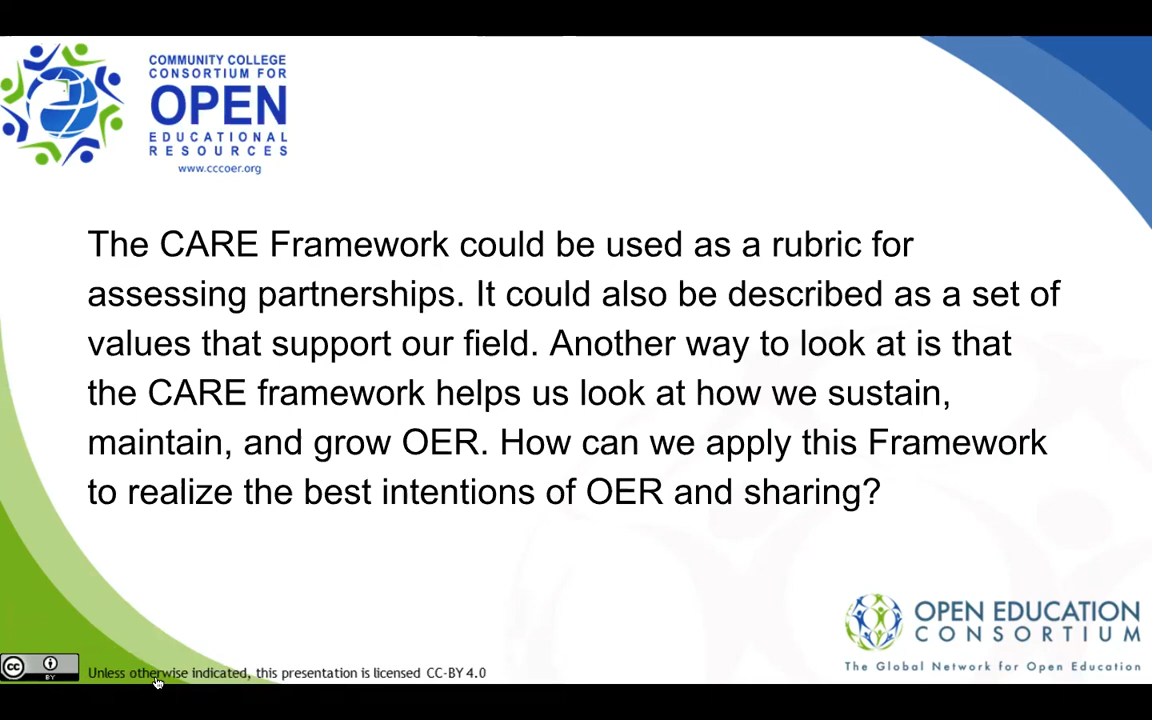 COMMUNITY COLLEGE
CONSORTIUM FOR
OPEN
EDUCATIONAL
RESOURCES
www.cccoer.org
The CARE Framework could be used as a rubric for
assessing partnerships. It could also be described as a set of
values that support our field. Another way to look at is that
the CARE framework helps us look at how we sustain,
maintain, and grow OER. How can we apply this Framework
to realize the best intentions of OER and sharing?
OPEN EDUCATION
CONSORTIUM
The Global Network for Open Education
cc
BY
Unless otherwise indicated, this presentation is licensed CC-BY 4.0